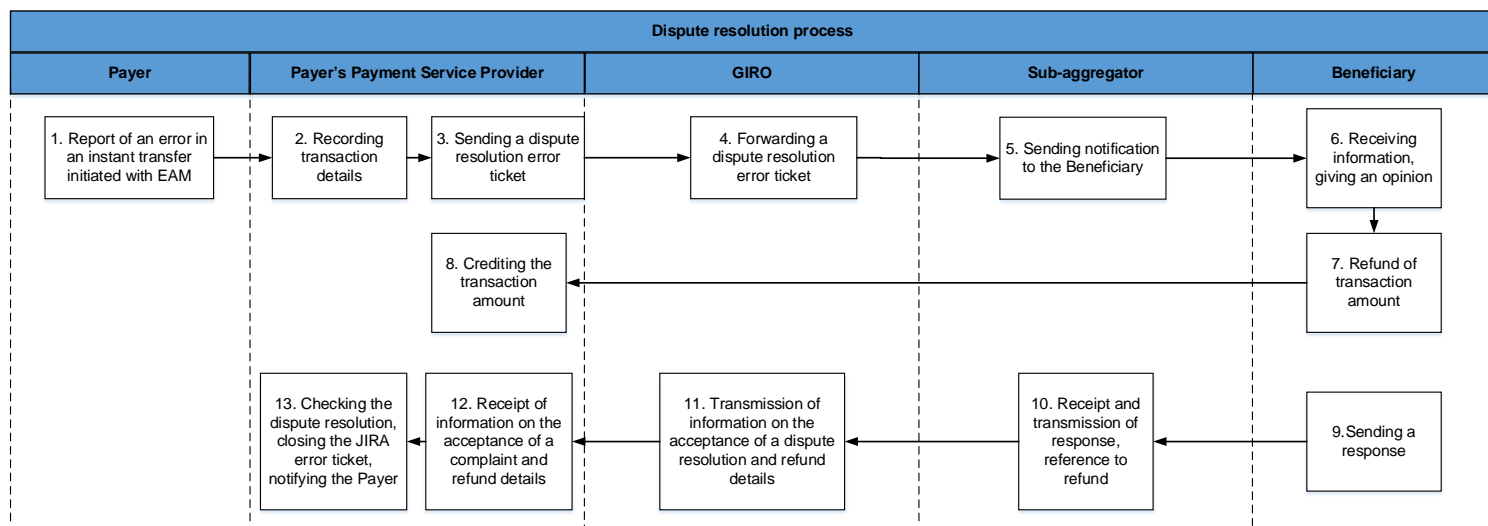 Dispute resolution process
Payer
Payer's Payment Service Provider
GIRO
Sub-aggregator
Beneficiary
1. Report of an error in
an instant transfer
initiated with EAM
2. Recording
transaction
details
3. Sending a dispute
resolution error
ticket
4. Forwarding a
dispute resolution
error ticket
5. Sending notification
to the Beneficiary
6. Receiving
information,
giving an opinion
8. Crediting the
transaction
amount
7. Refund of
transaction
amount
13. Checking the
dispute resolution,
closing the JIRA
error ticket,
notifying the Payer
12. Receipt of
information on the
acceptance of a
complaint and
refund details
11. Transmission of
information on the
acceptance of a dispute
resolution and refund
details
10. Receipt and
transmission of
response,
reference to
refund
9.Sending a
response